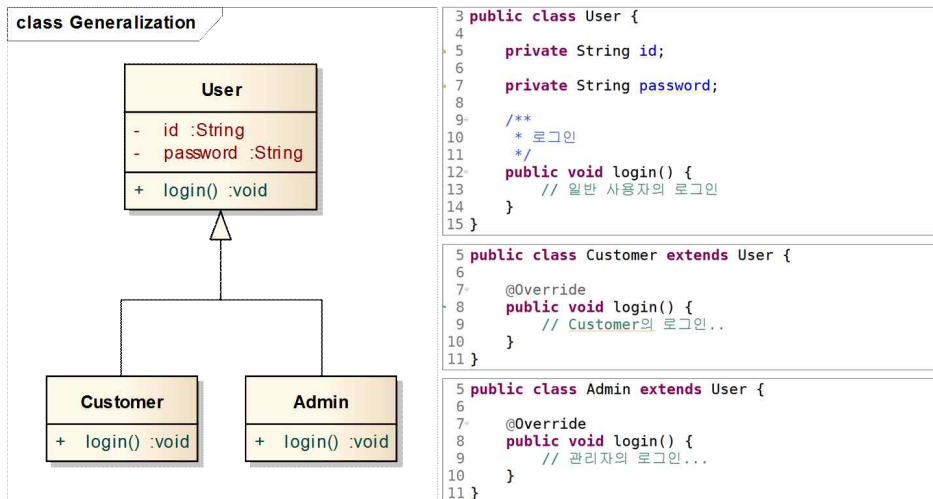 class Generalization
User
- id :String
- password :String
+ login() :void
Customer
+ login() :void
Admin
+ login() :void
3 public class User {
4
5 private String id;
6
7 private String password;
8
9 /**
10 * 로그인
11 */
12 public void login() {
13 // 일반 사용자의 로그인
14 }
15 }
5 public class Customer extends User {
6
7 @Override
8 public void login() {
9 // Customer의 로그인..
10 }
11 }
5 public class Admin extends User {
6
7 @Override
8 public void login() {
9 // 관리자의 로그인...
10 }
11 }